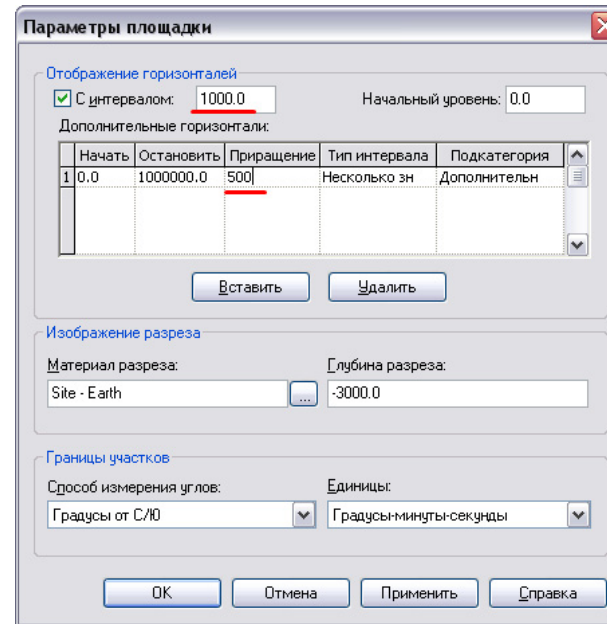 Параметры площадки
Отображение горизонталей
С интервалом: 1000.0 Начальный уровень: 0.0
Дополнительные горизонтали:
Начать Остановить Приращение Тип интервала Подкатегория
1 0.0 1000000.0 500 Несколько зн Дополнительн
Вставить Удалить
Изображение разреза
Материал разреза: Глубина разреза:
Site - Earth ... -3000.0
Границы участков
Способ измерения углов: Единицы:
Градусы от С/Ю Градусы-минуты-секунды
OK Отмена Применить Справка